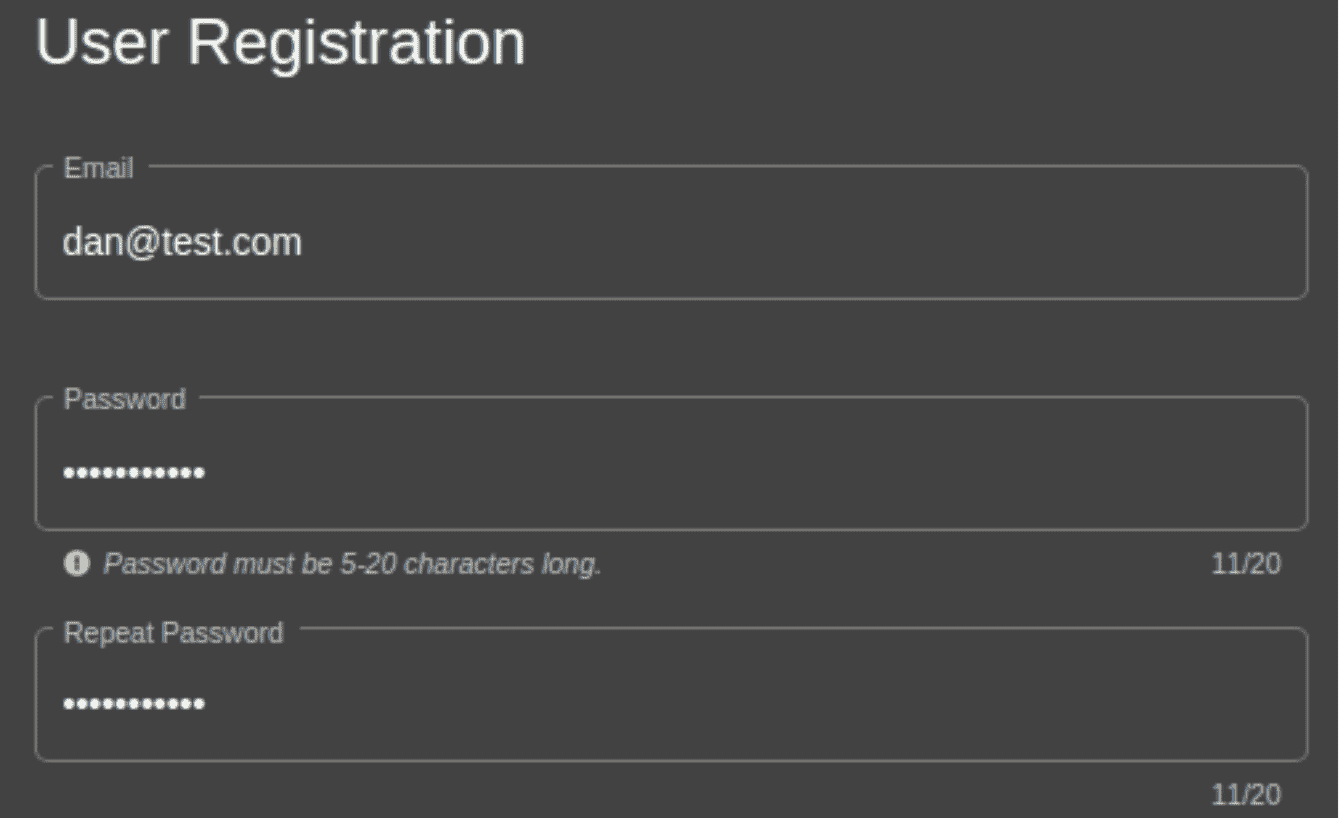 User Registration
Email
dan@test.com
Password
•••••••••••
Password must be 5-20 characters long. 11/20
Repeat Password
•••••••••••
11/20